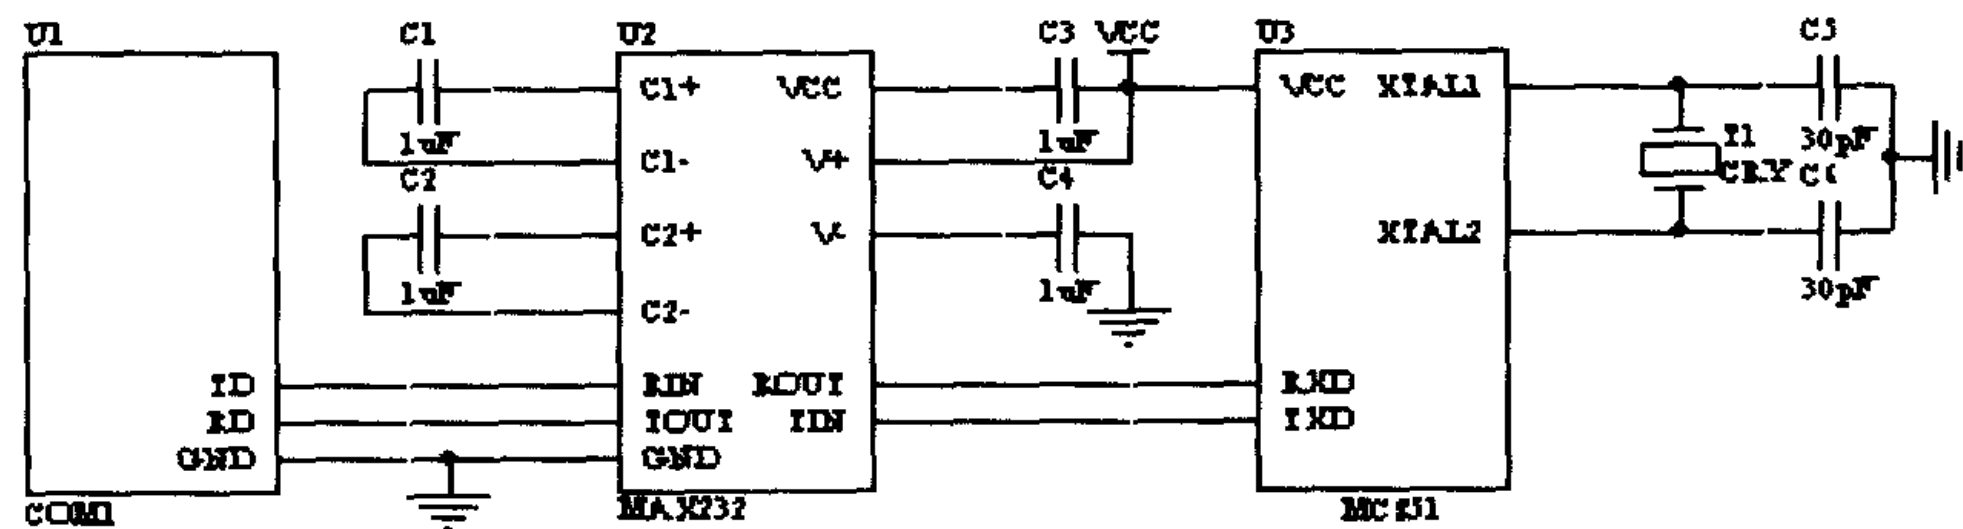 U1
C1
U2
C3
VCC
U3
C5
C1+
VCC
VCC
XTAL1
1uF
1uF
30pF
Y1
C1-
V+
CRY
C2
C4
C2+
V-
XTAL2
1uF
1uF
30pF
C2-
TD
RIN
ROUT
RXD
RD
TOUT
TIN
TXD
GND
GND
COM1
MAX232
MCS51